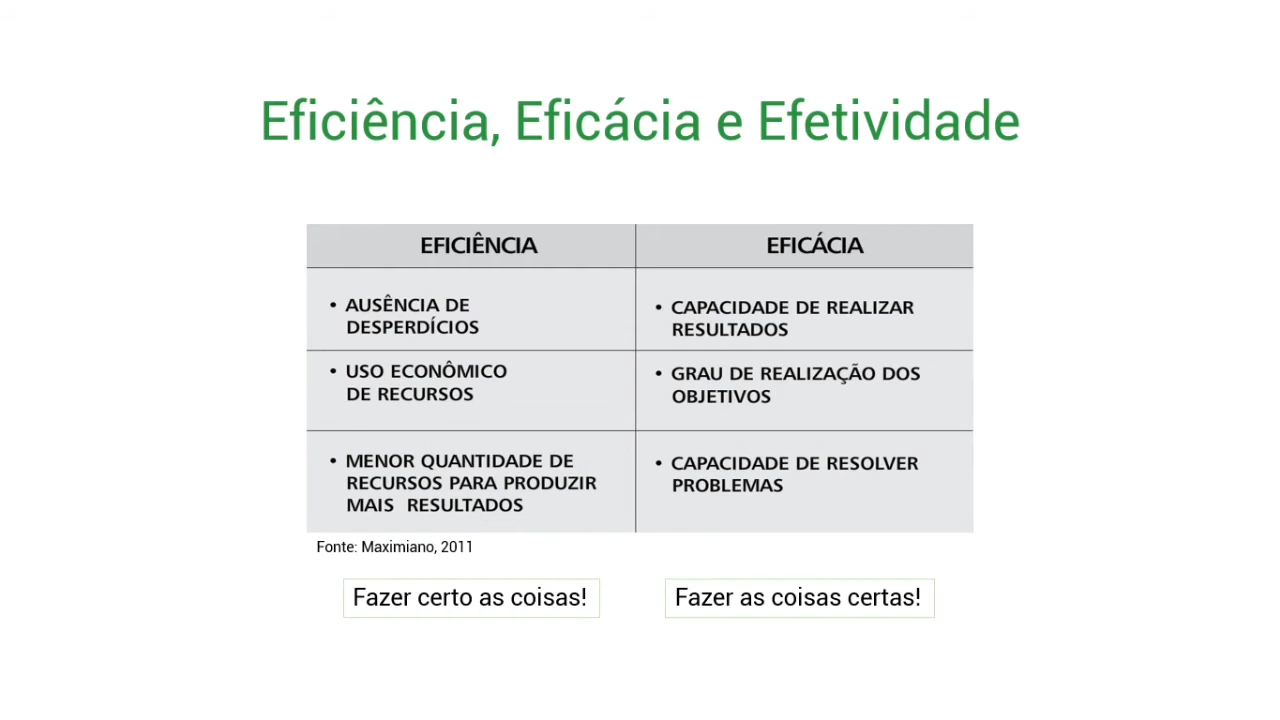 Eficiência, Eficácia e Efetividade
EFICIÊNCIA
EFICÁCIA
• AUSÊNCIA DE
DESPERDÍCIOS
• CAPACIDADE DE REALIZAR
RESULTADOS
• USO ECONÔMICO
DE RECURSOS
• GRAU DE REALIZAÇÃO DOS
OBJETIVOS
• MENOR QUANTIDADE DE
RECURSOS PARA PRODUZIR
MAIS RESULTADOS
• CAPACIDADE DE RESOLVER
PROBLEMAS
Fonte: Maximiano, 2011
Fazer certo as coisas!
Fazer as coisas certas!